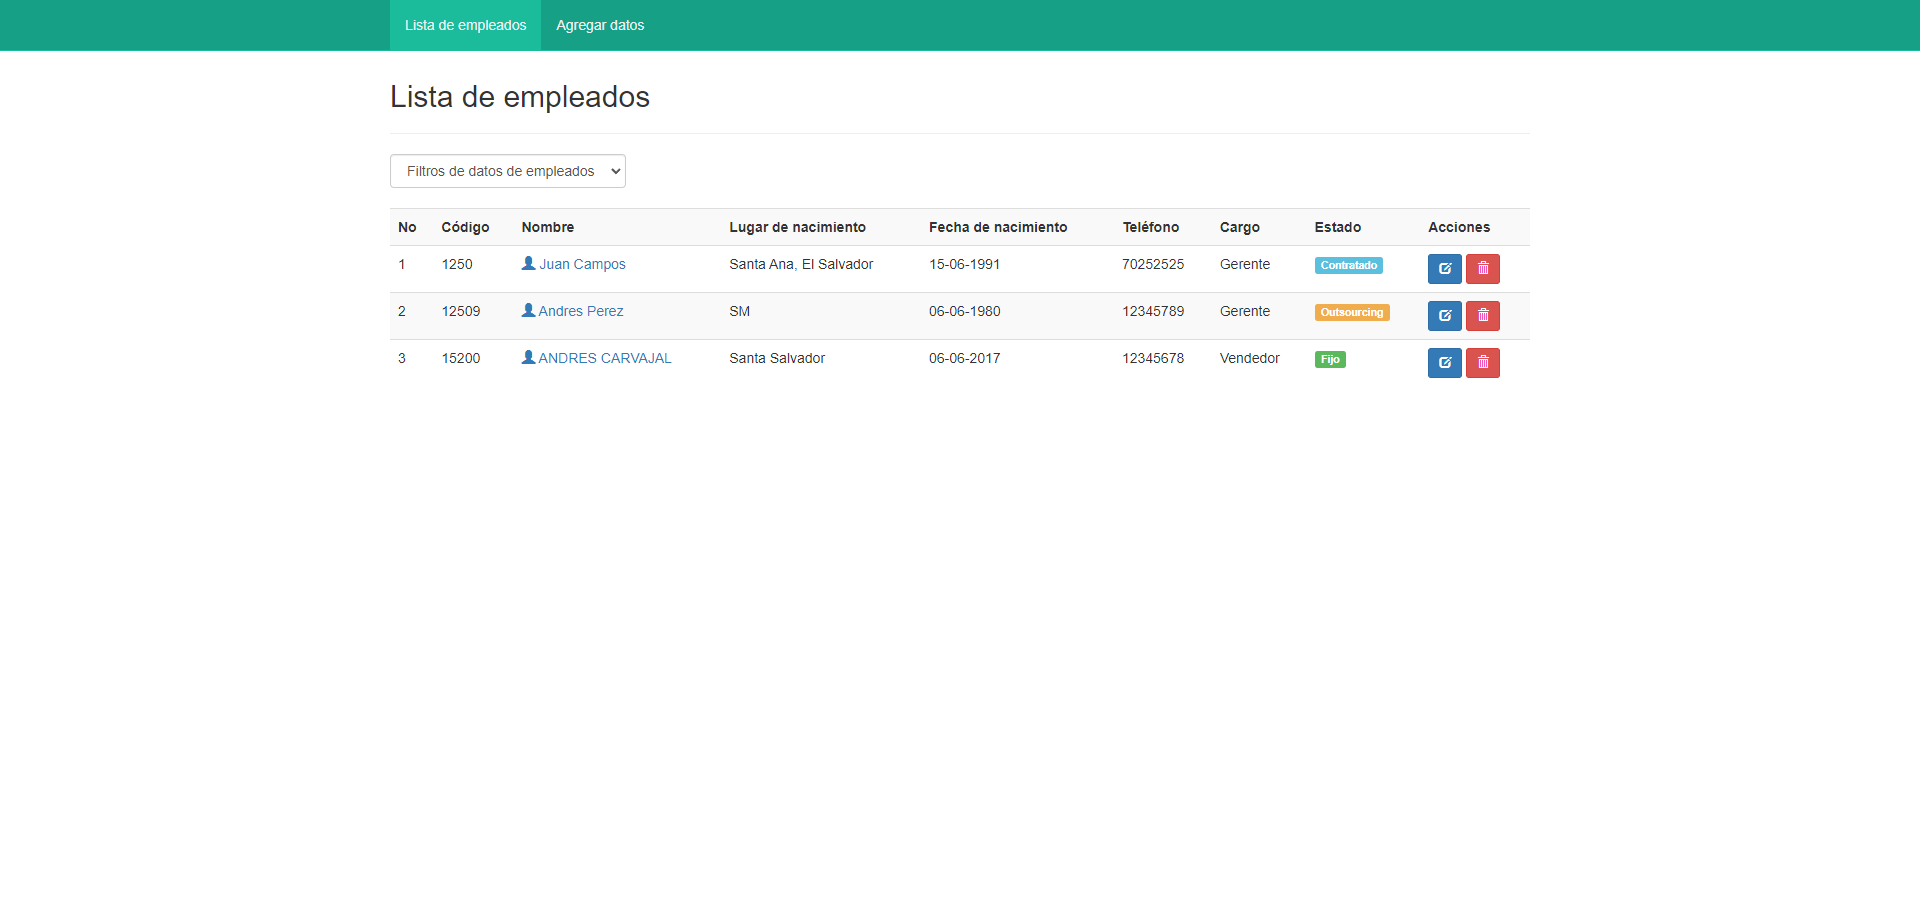 Lista de empleados Agregar datos
Lista de empleados
Filtros de datos de empleados
No Código Nombre Lugar de nacimiento Fecha de nacimiento Teléfono Cargo Estado Acciones
1 1250 Juan Campos Santa Ana, El Salvador 15-06-1991 70252525 Gerente Contratado
2 12509 Andres Perez SM 06-06-1980 12345789 Gerente Outsourcing
3 15200 ANDRES CARVAJAL Santa Salvador 06-06-2017 12345678 Vendedor Fijo